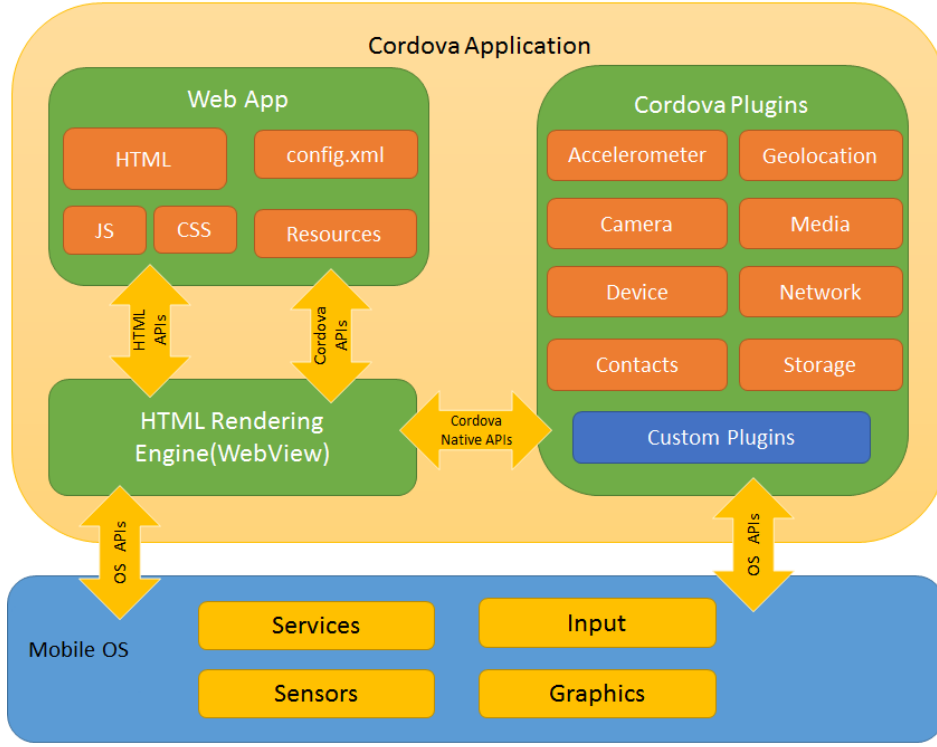 Cordova Application
Web App
HTML
config.xml
JS
CSS
Resources
HTML
APIs
Cordova
APIs
HTML Rendering
Engine(WebView)
Cordova
Native APIs
Cordova Plugins
Accelerometer
Geolocation
Camera
Media
Device
Network
Contacts
Storage
Custom Plugins
OS APIs
OS APIs
Mobile OS
Services
Input
Sensors
Graphics